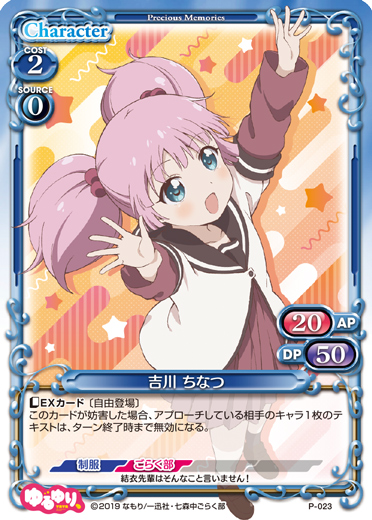 Precious Memories
Character
COST
2
SOURCE
0
20 AP
DP 50
吉川 ちなつ
EXカード〔自由登場〕
このカードが妨害した場合、アプローチしている相手のキャラ1枚のテ
キストは、ターン終了時まで無効になる。
制服 ごらく部
結衣先輩はそんなこと言いません!
ゆるゆり、
©2019 なもり/一迅社・七森中ごらく部
P-023